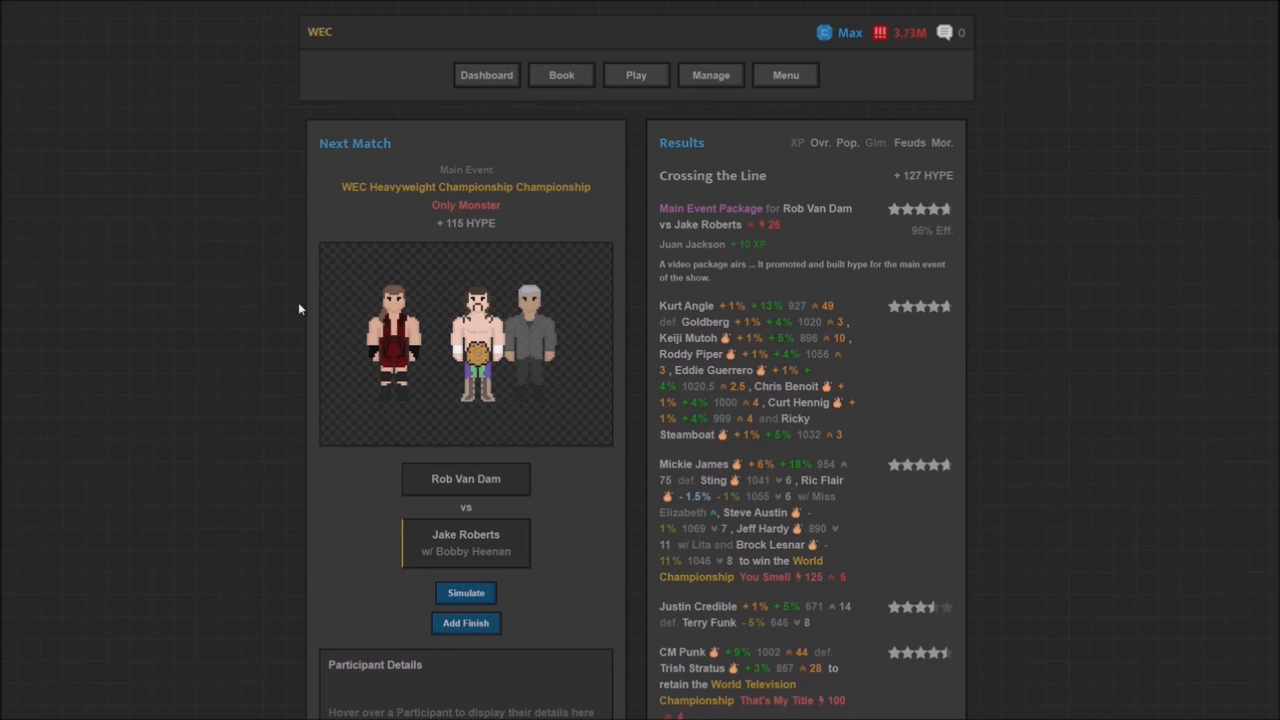 WEC
Max 3.73M 0
Dashboard Book Play Manage Menu
Next Match
Main Event
WEC Heavyweight Championship Championship
Only Monster
+ 115 HYPE
Rob Van Dam
vs
Jake Roberts
w/ Bobby Heenan
Simulate
Add Finish
Participant Details
Hover over a Participant to display their details here
Results XP Ovr. Pop. Gim. Feuds Mor.
Crossing the Line + 127 HYPE
Main Event Package for Rob Van Dam
vs Jake Roberts 26
95% Eff.
Juan Jackson + 10 XP
A video package airs ... It promoted and built hype for the main event
of the show.
Kurt Angle + 1% + 13% 927 49
def. Goldberg + 1% + 4% 1020 3 ,
Keiji Mutoh + 1% + 5% 896 10 ,
Roddy Piper + 1% + 4% 1056
3 , Eddie Guerrero + 1% +
4% 1020.5 2.5 , Chris Benoit +
1% + 4% 1000 4 , Curt Hennig +
1% + 4% 999 4 and Ricky
Steamboat + 1% + 5% 1032 3
Mickie James + 6% + 18% 954
75 def. Sting 1041 6 , Ric Flair
- 1.5% - 1% 1055 6 w/ Miss
Elizabeth , Steve Austin -
1% 1069 7 , Jeff Hardy 890
11 w/ Lita and Brock Lesnar -
11% 1046 8 to win the World
Championship You Smell 125 5
Justin Credible + 1% + 5% 671 14
def. Terry Funk - 5% 646 8
CM Punk + 9% 1002 44 def.
Trish Stratus + 3% 867 28 to
retain the World Television
Championship That's My Title 100
4